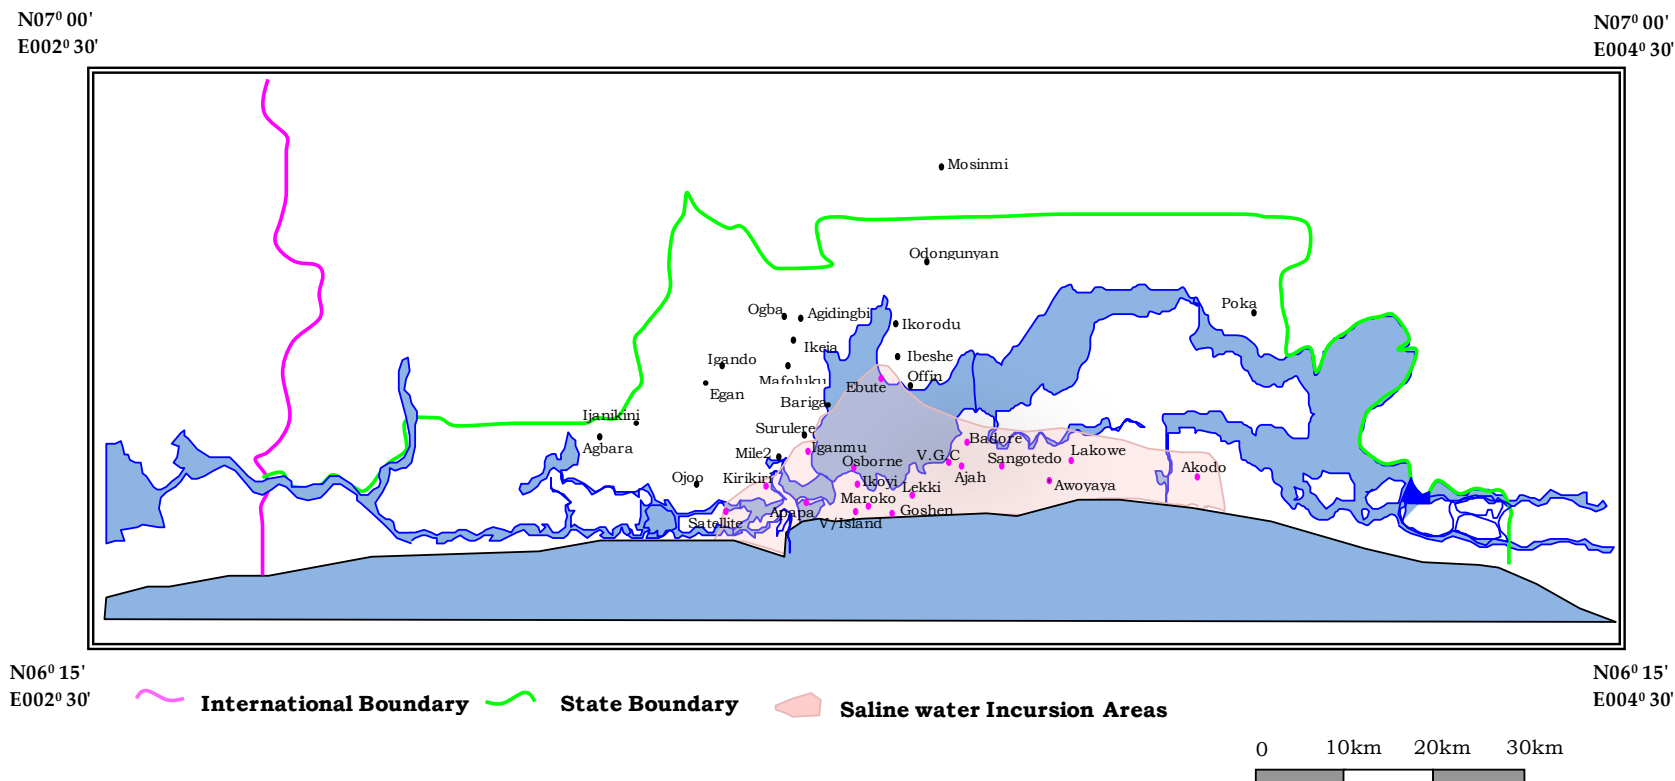 N07⁰ 00'
E002⁰ 30'
N07⁰ 00'
E004⁰ 30'
Mosinmi
Odongunyan
Poka
Ogba
Agidingbi
Ikorodu
Ikeja
Igando
Ibeshe
Mafoluku
Offin
Egan
Ebute
Bariga
Ijanikini
Surulere
Badore
Agbara
Iganmu
Mile2
V.G.C
Lakowe
Osborne
Sangotedo
Akodo
Ojoo
Kirikiri
Ikoyi
Lekki
Ajah
Awoyaya
Maroko
Apapa
Goshen
Satellite
V/Island
N06⁰ 15'
E002⁰ 30'
N06⁰ 15'
E004⁰ 30'
International Boundary
State Boundary
Saline water Incursion Areas
0
10km
20km
30km